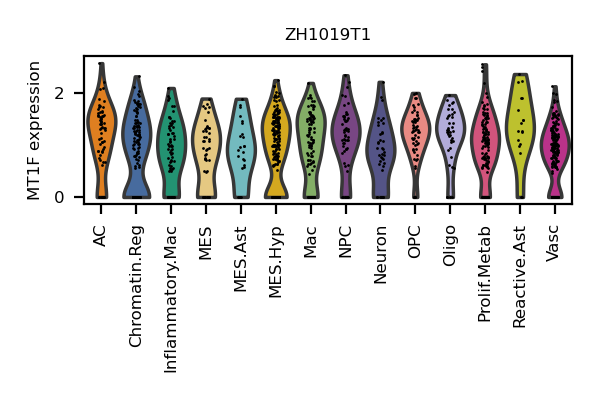 ZH1019T1
MT1F expression
2
0
AC
Chromatin.Reg
Inflammatory.Mac
MES
MES.Ast
MES.Hyp
Mac
NPC
Neuron
OPC
Oligo
Prolif.Metab
Reactive.Ast
Vasc